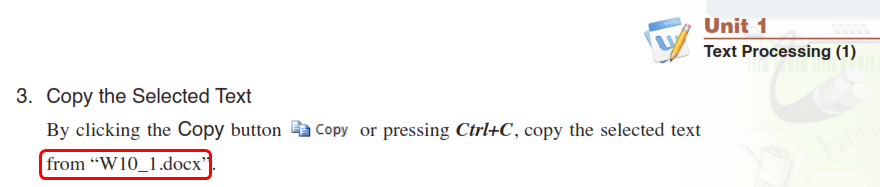 Unit 1
Text Processing (1)
3. Copy the Selected Text
By clicking the Copy button Copy or pressing Ctrl+C, copy the selected text
from “W10_1.docx”.